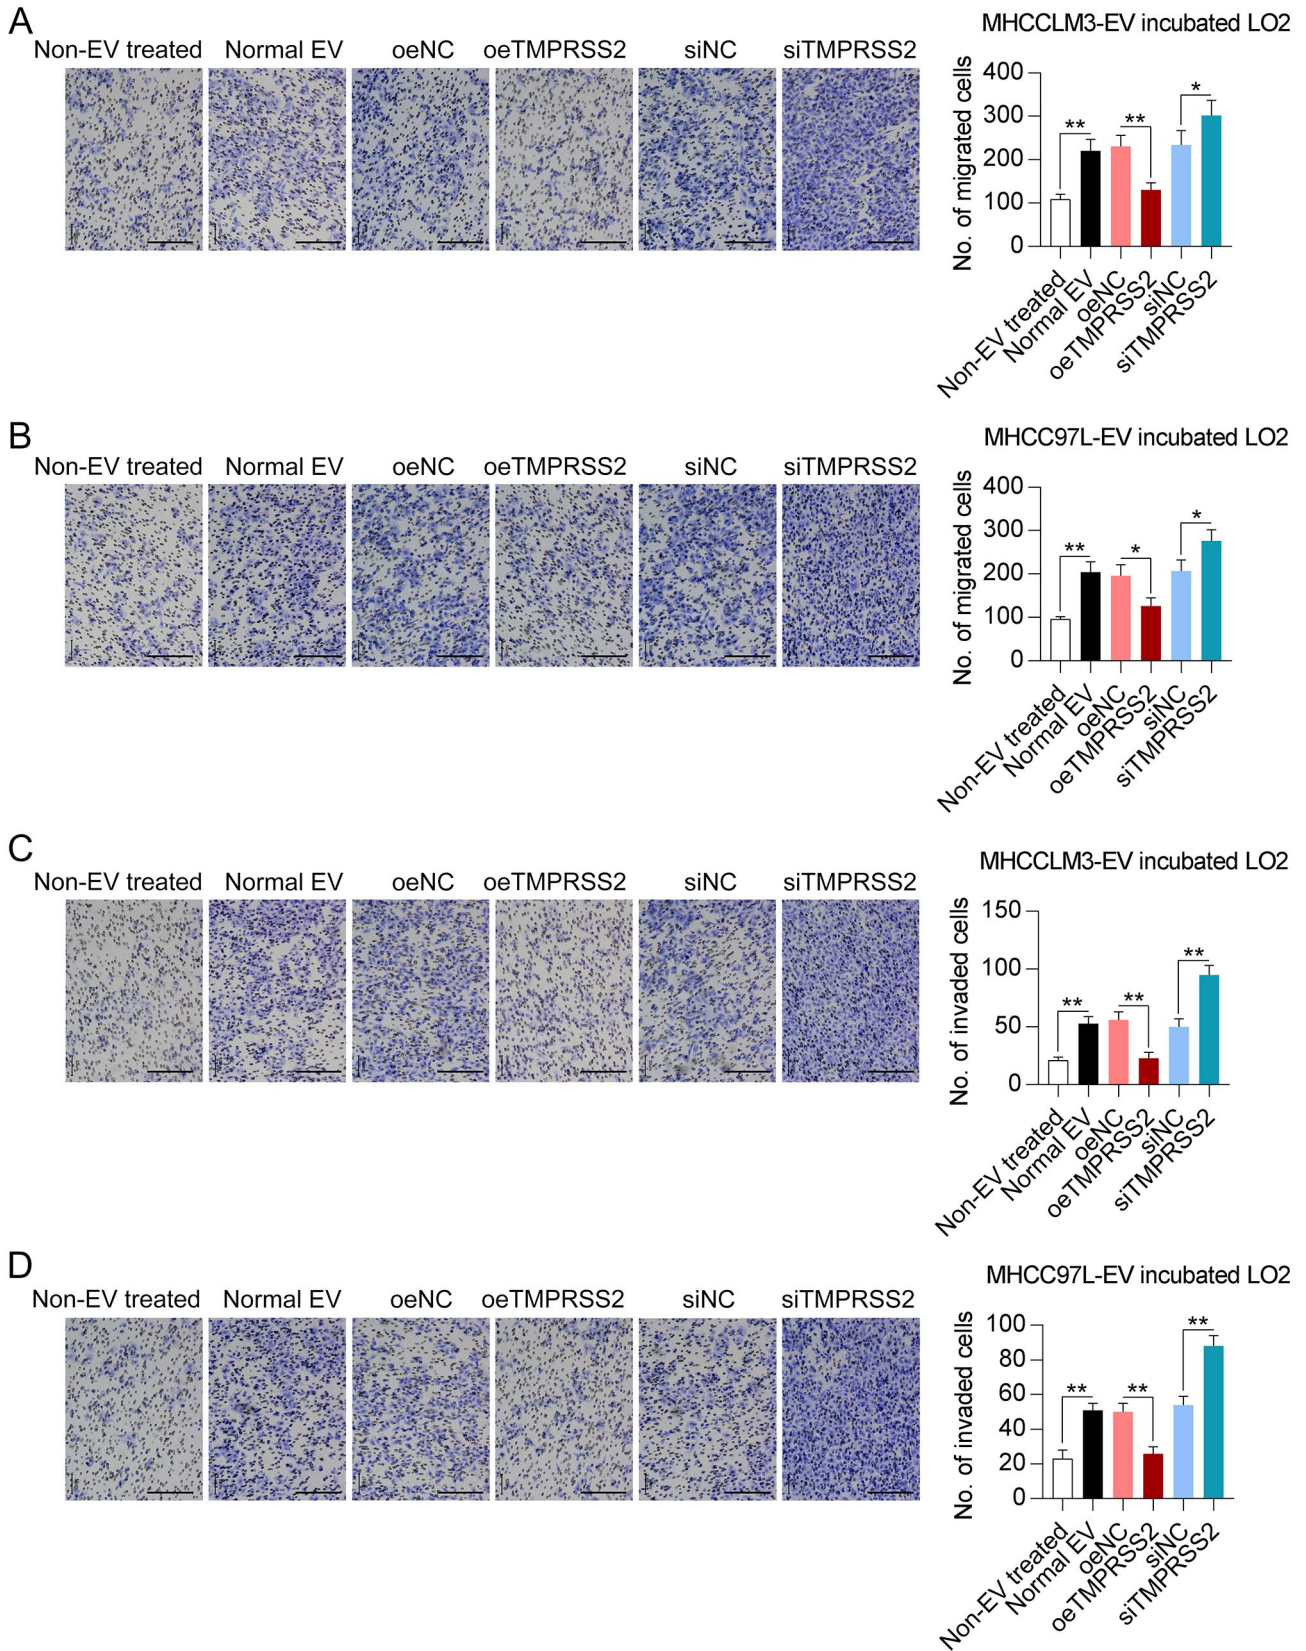 A
Non-EV treated Normal EV oeNC oeTMPRSS2 siNC siTMPRSS2
MHCCLM3-EV incubated LO2
No. of migrated cells
400
300
200
100
0
** ** *
Non-EV treated
Normal EV
oeNC
oeTMPRSS2
siNC
siTMPRSS2
B
Non-EV treated Normal EV oeNC oeTMPRSS2 siNC siTMPRSS2
MHCC97L-EV incubated LO2
No. of migrated cells
400
300
200
100
0
** * *
Non-EV treated
Normal EV
oeNC
oeTMPRSS2
siNC
siTMPRSS2
C
Non-EV treated Normal EV oeNC oeTMPRSS2 siNC siTMPRSS2
MHCCLM3-EV incubated LO2
No. of invaded cells
150
100
50
0
** ** **
Non-EV treated
Normal EV
oeNC
oeTMPRSS2
siNC
siTMPRSS2
D
Non-EV treated Normal EV oeNC oeTMPRSS2 siNC siTMPRSS2
MHCC97L-EV incubated LO2
No. of invaded cells
100
80
60
40
20
0
** ** **
Non-EV treated
Normal EV
oeNC
oeTMPRSS2
siNC
siTMPRSS2